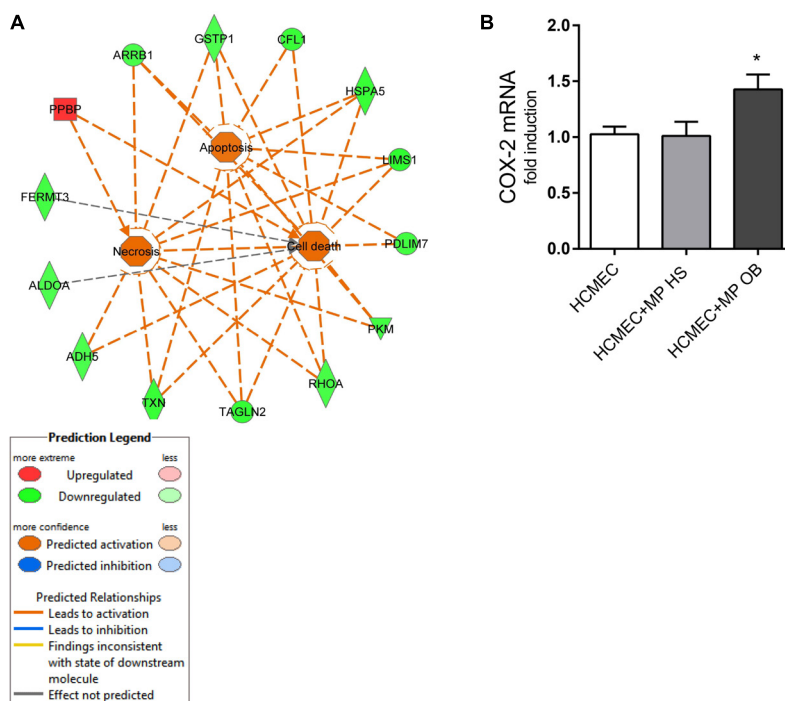 A
GSTP1
CFL1
ARRB1
HSPA5
PPBP
Apoptosis
LIMS1
FERMT3
Necrosis
Cell death
PDLIM7
ALDOA
PKM
ADH5
RHOA
TXN
TAGLN2
Prediction Legend
more extreme less
Upregulated
Downregulated
more confidence less
Predicted activation
Predicted inhibition
Predicted Relationships
Leads to activation
Leads to inhibition
Findings inconsistent
with state of downstream
molecule
Effect not predicted
B
COX-2 mRNA
fold induction
2.0
1.5
1.0
0.5
0.0
*
HCMEC
HCMEC+MP HS
HCMEC+MP OB